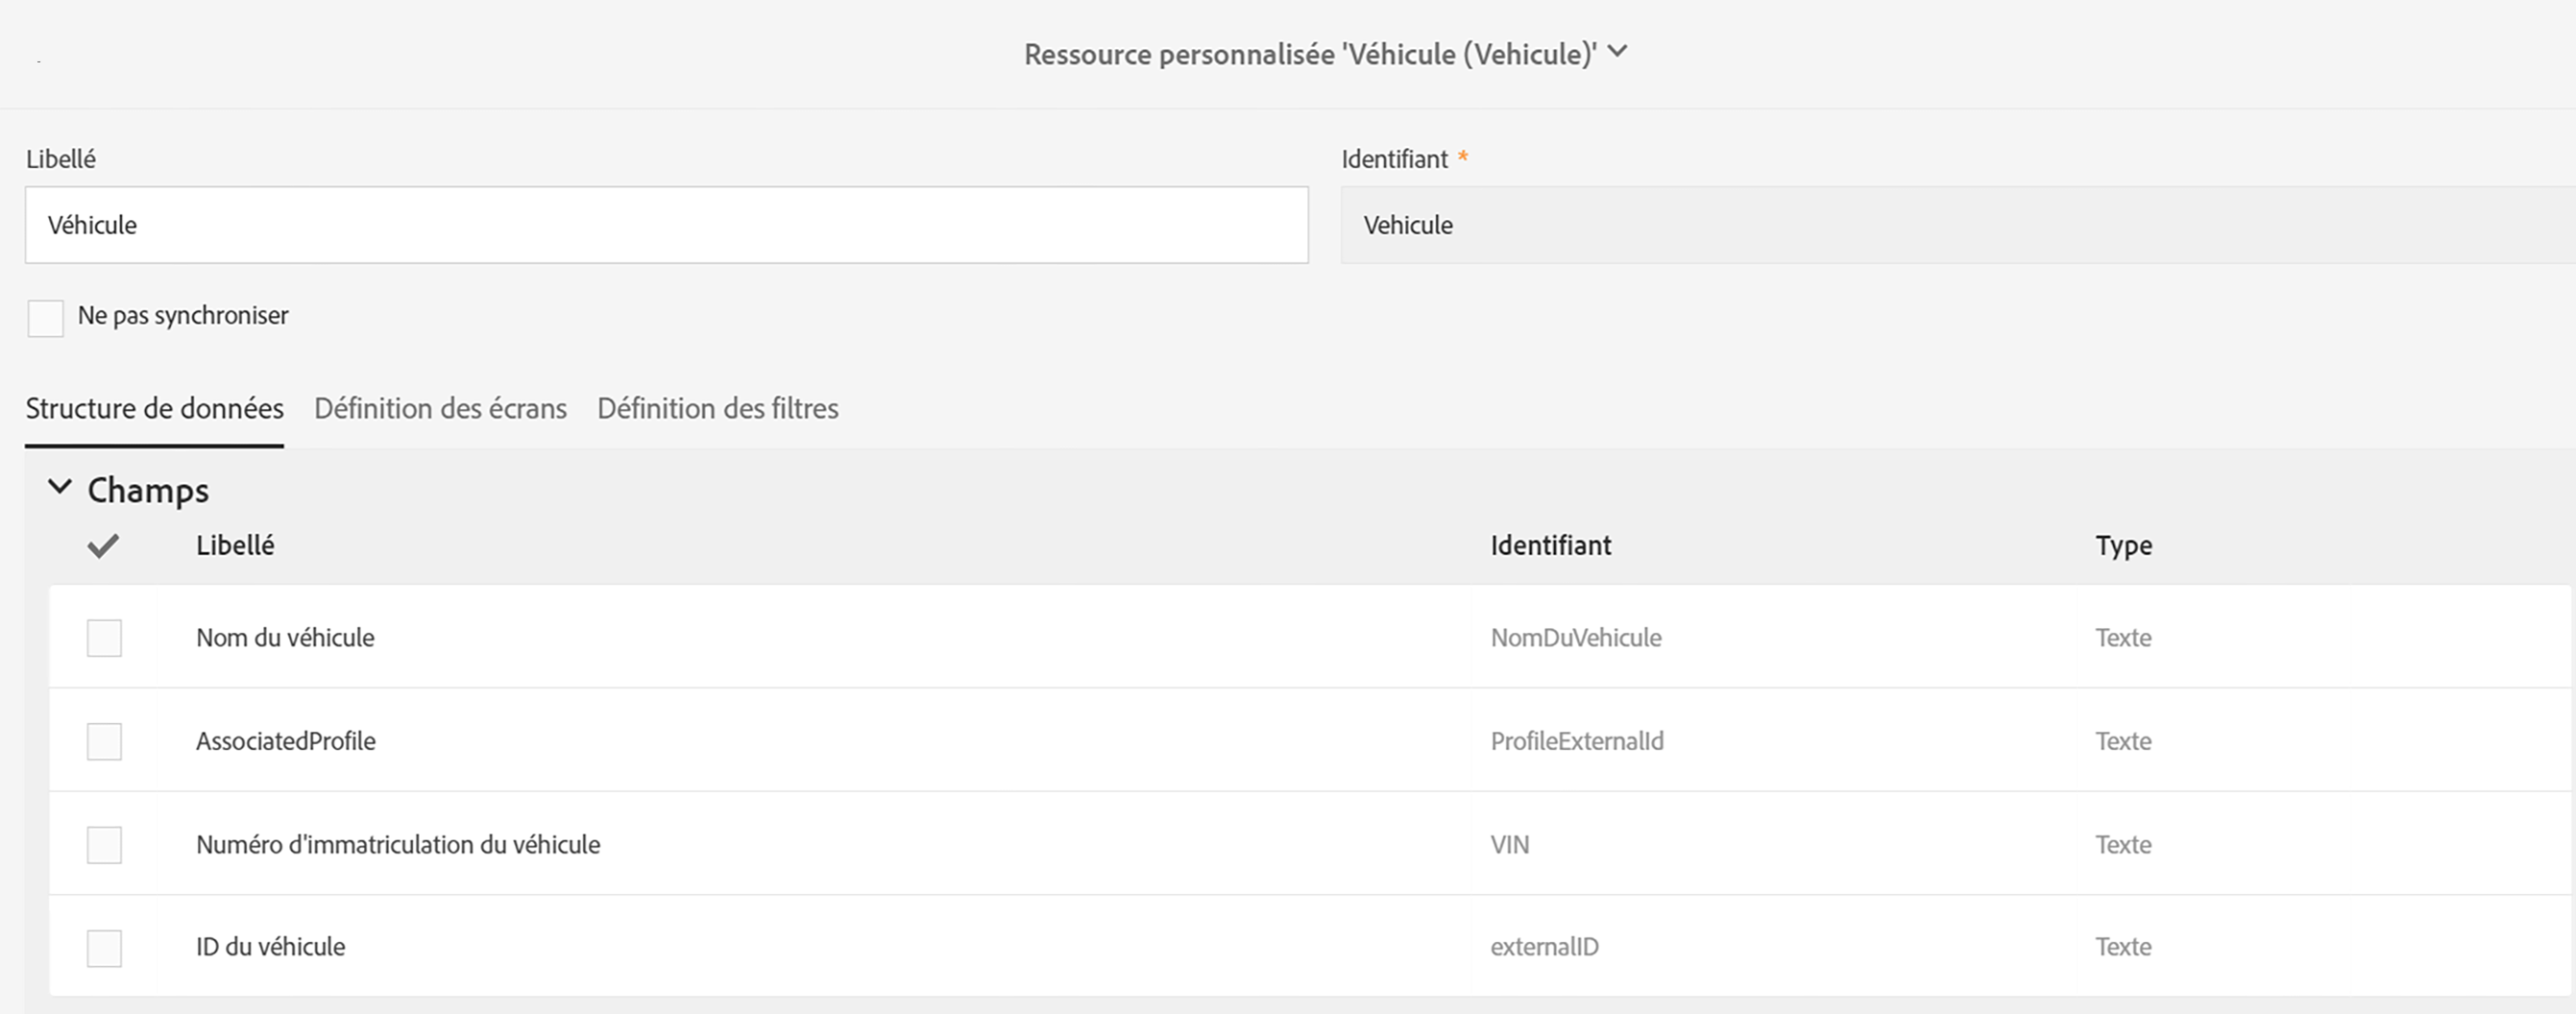 Ressource personnalisée 'Véhicule (Vehicule)'
Libellé Identifiant *
Véhicule Vehicule
Ne pas synchroniser
Structure de données Définition des écrans Définition des filtres
Champs
Libellé Identifiant Type
Nom du véhicule NomDuVehicule Texte
AssociatedProfile ProfileExternalId Texte
Numéro d'immatriculation du véhicule VIN Texte
ID du véhicule externalID Texte